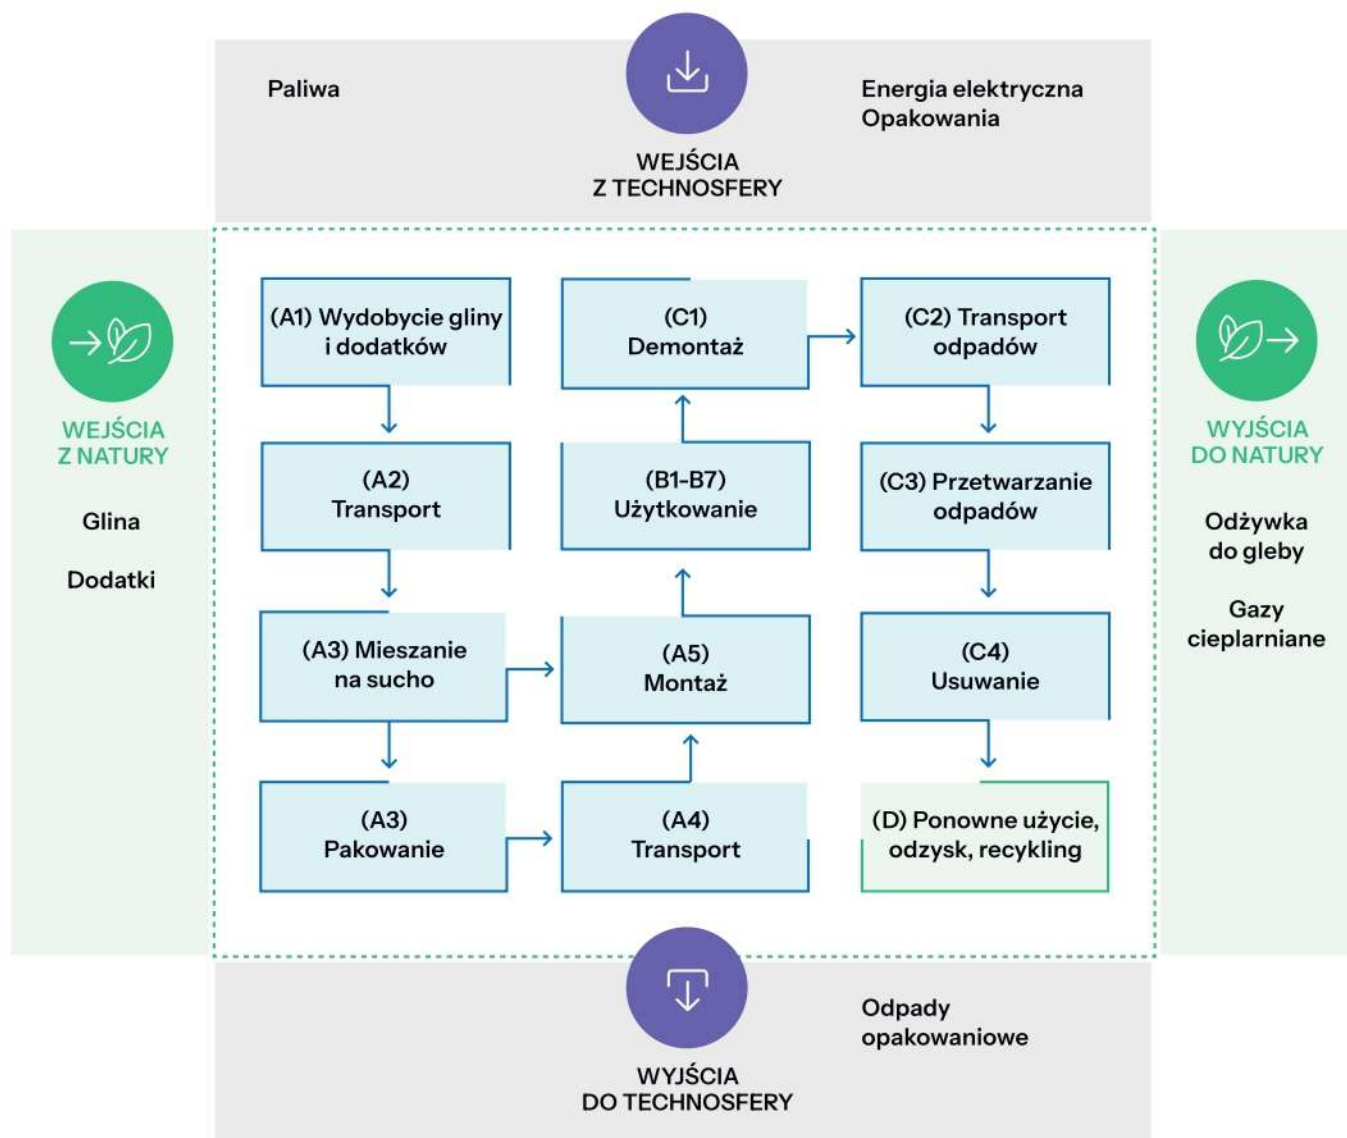 Paliwa
Energia elektryczna
Opakowania
WEJŚCIA
Z TECHNOSFERY
WEJŚCIA
Z NATURY
Glina
Dodatki
(A1) Wydobycie gliny
i dodatków
(C1)
Demontaż
(C2) Transport
odpadów
(A2)
Transport
(B1-B7)
Użytkowanie
(C3) Przetwarzanie
odpadów
(A3) Mieszanie
na sucho
(A5)
Montaż
(C4)
Usuwanie
(A3)
Pakowanie
(A4)
Transport
(D) Ponowne użycie,
odzysk, recykling
WYJŚCIA
DO NATURY
Odżywka
do gleby
Gazy
cieplarniane
Odpady
opakowaniowe
WYJŚCIA
DO TECHNOSFERY